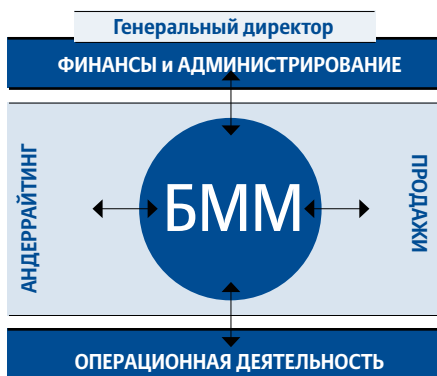 Генеральный директор
ФИНАНСЫ и АДМИНИСТРИРОВАНИЕ
АНДЕРРАЙТИНГ
БММ
ПРОДАЖИ
ОПЕРАЦИОННАЯ ДЕЯТЕЛЬНОСТЬ